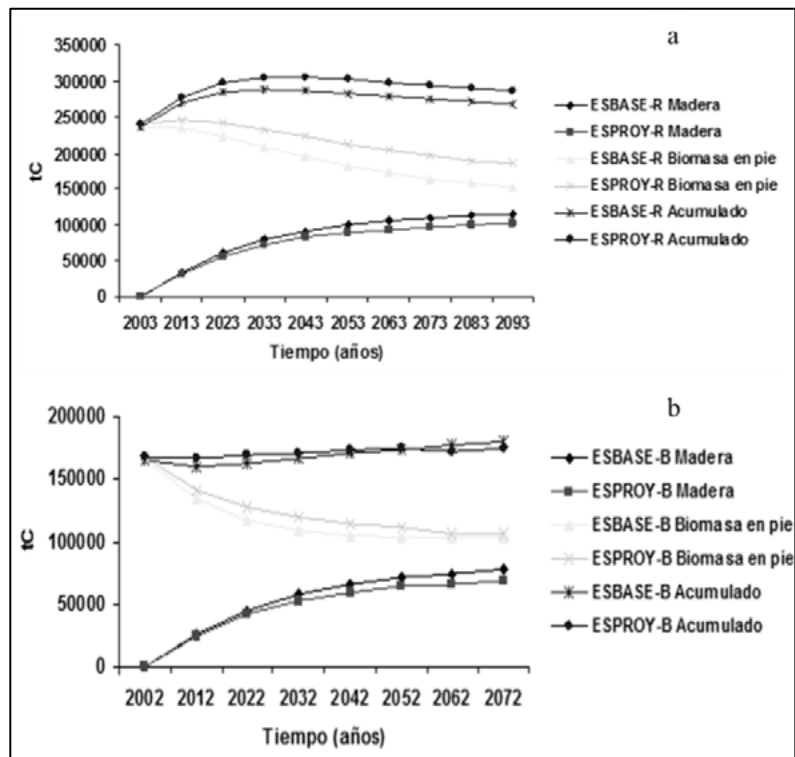 a
350000
300000
250000
200000
150000
100000
50000
0
tC
2003 2013 2023 2033 2043 2053 2063 2073 2083 2093
Tiempo (años)
ESBASE-R Madera
ESPROY-R Madera
ESBASE-R Biomasa en pie
ESPROY-R Biomasa en pie
ESBASE-R Acumulado
ESPROY-R Acumulado
b
200000
150000
100000
50000
0
tC
2002 2012 2022 2032 2042 2052 2062 2072
Tiempo (años)
ESBASE-B Madera
ESPROY-B Madera
ESBASE-B Biomasa en pie
ESPROY-B Biomasa en pie
ESBASE-B Acumulado
ESPROY-B Acumulado